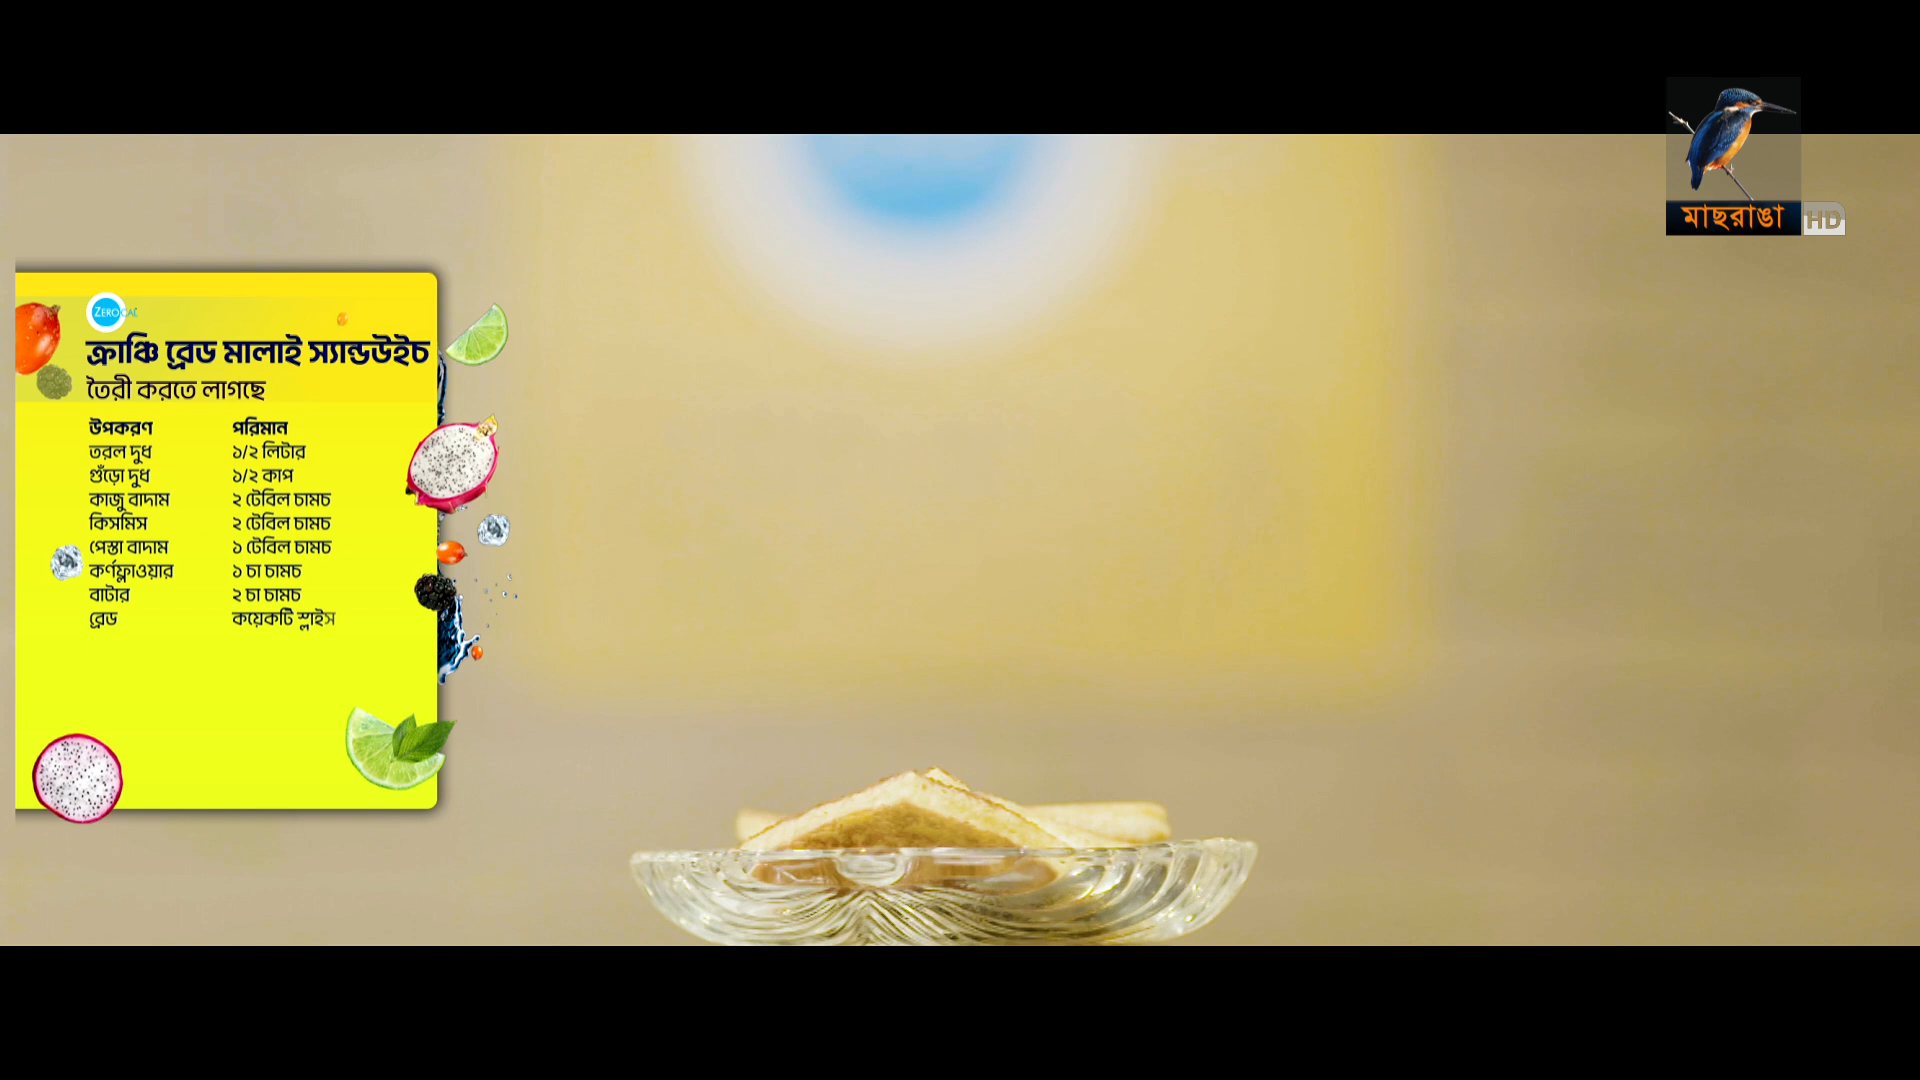 মাছরাঙা HD
ZEROCAL
ক্রাঞ্চি ব্রেড মালাই স্যান্ডউইচ
তৈরী করতে লাগছে
উপকরণ পরিমান
তরল দুধ ১/২ লিটার
গুঁড়ো দুধ ১/২ কাপ
কাজু বাদাম ২ টেবিল চামচ
কিসমিস ২ টেবিল চামচ
পেস্তা বাদাম ১ টেবিল চামচ
কর্ণফ্লাওয়ার ১ চা চামচ
বাটার ২ চা চামচ
ব্রেড কয়েকটি স্লাইস